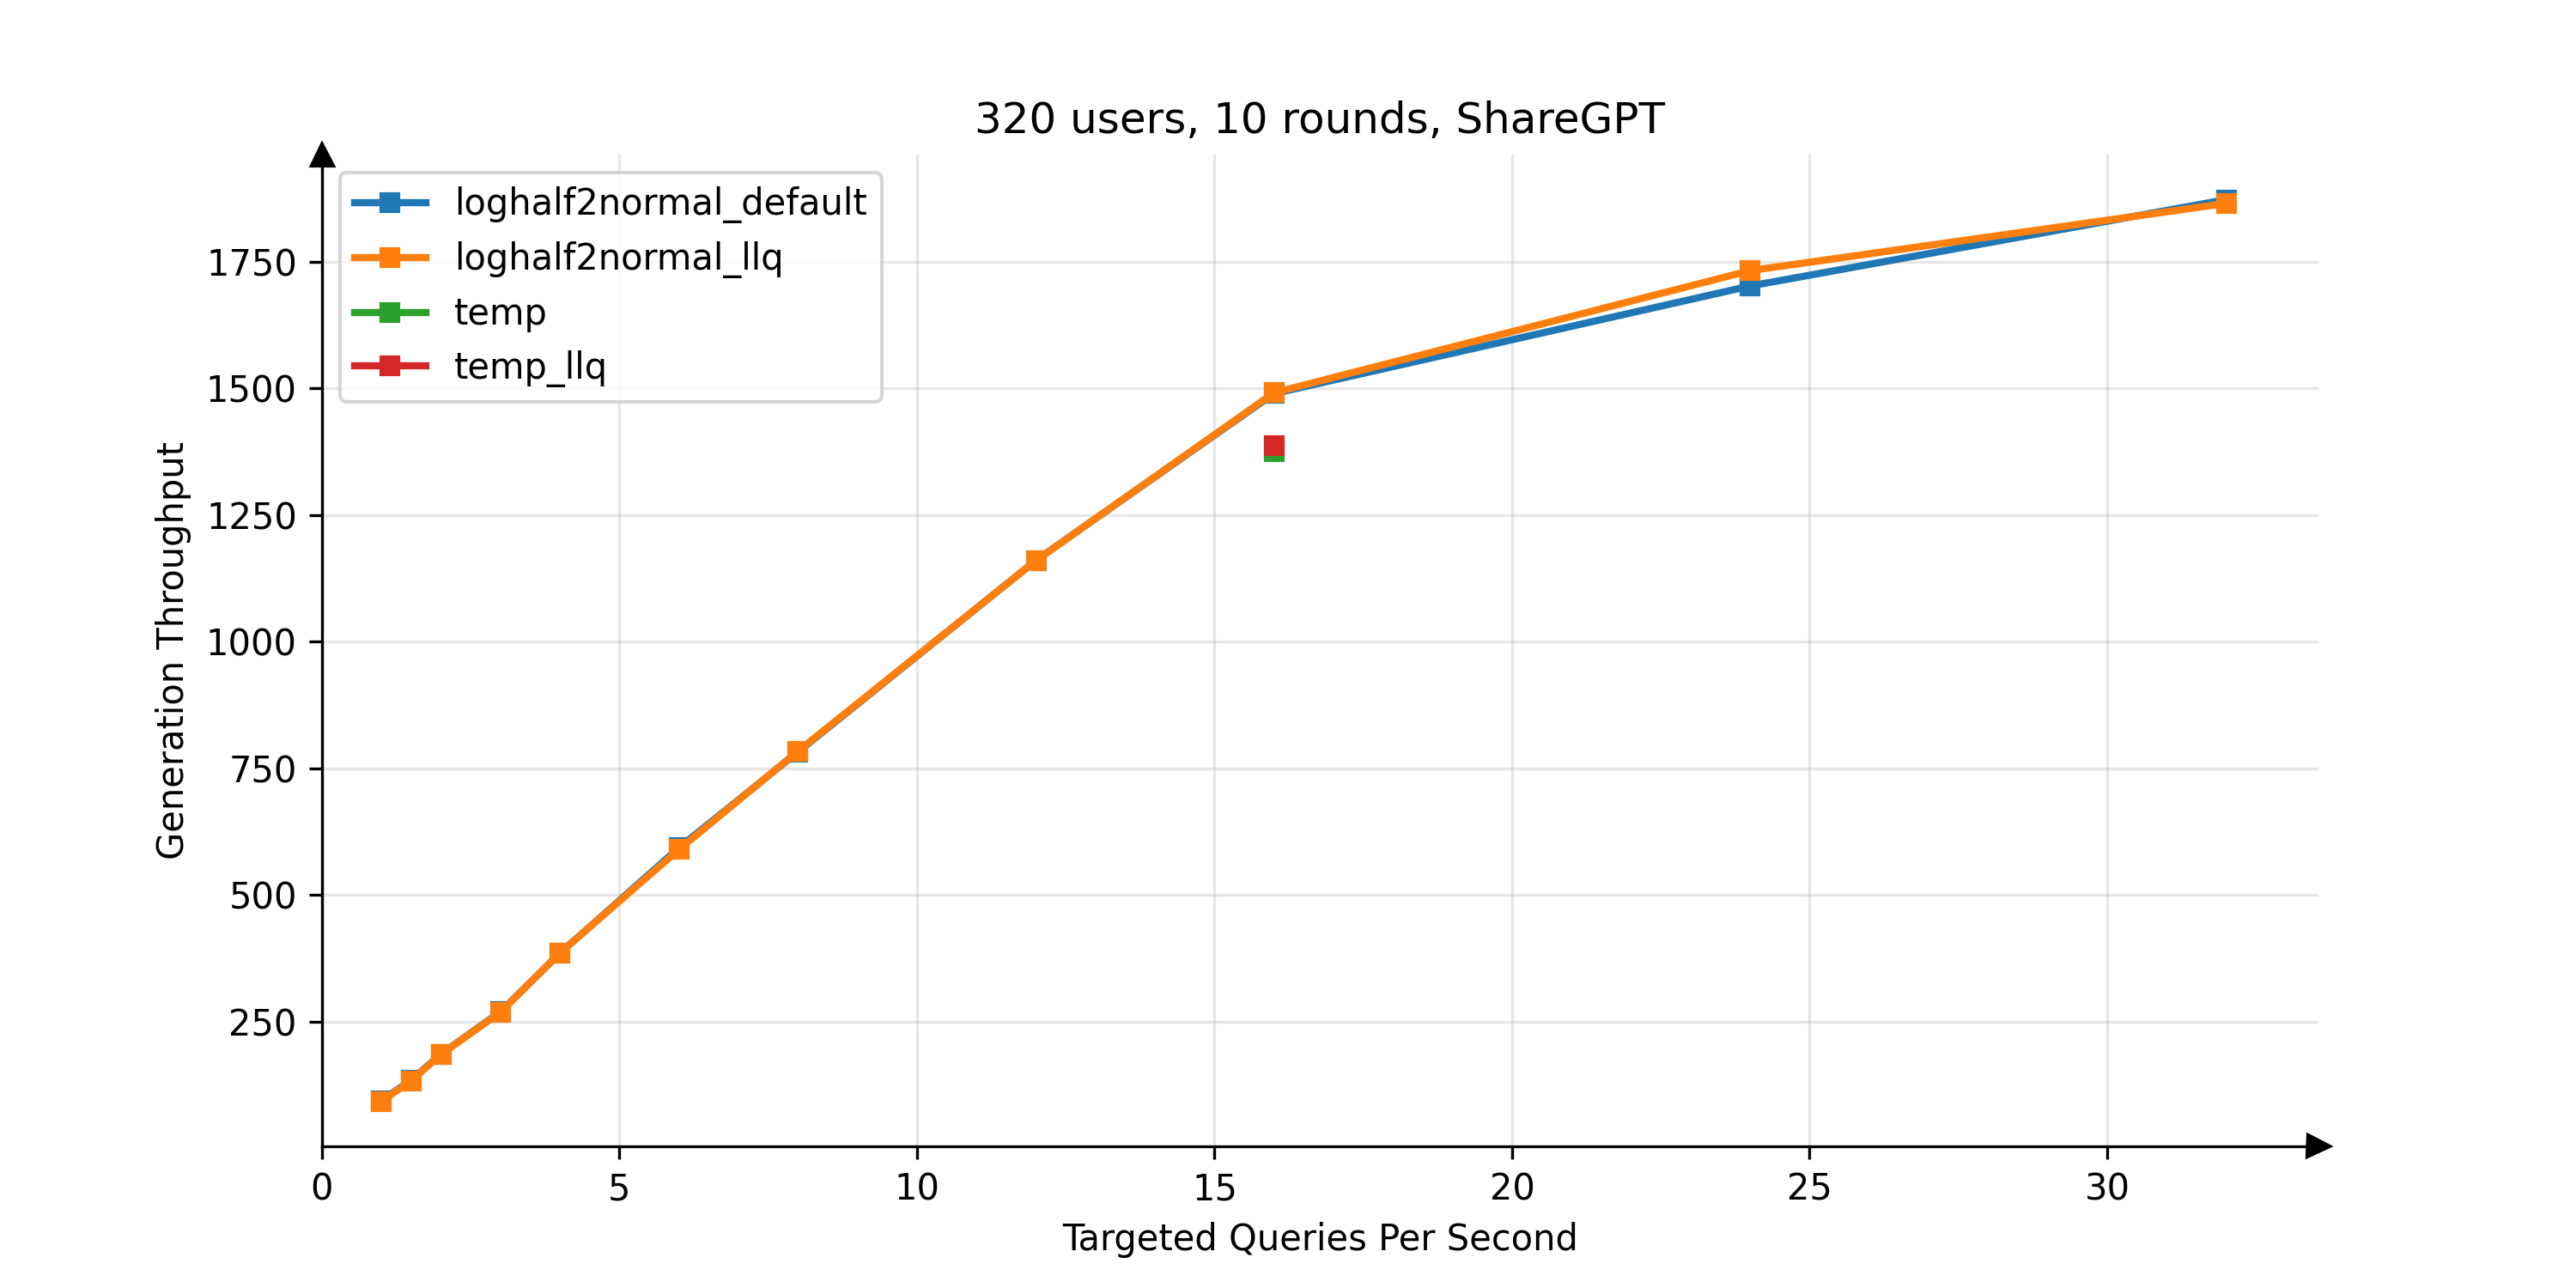 320 users, 10 rounds, ShareGPT
loghalf2normal_default
loghalf2normal_llq
temp
temp_llq
Generation Throughput
1750
1500
1250
1000
750
500
250
0 5 10 15 20 25 30
Targeted Queries Per Second